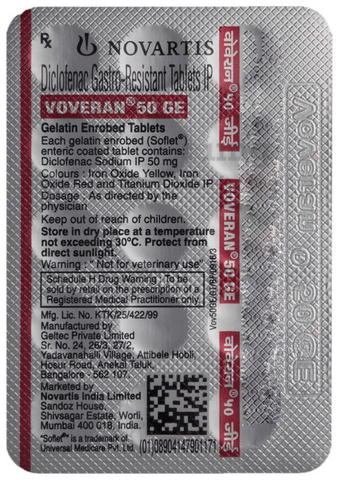 Rx NOVARTIS
Diclofenac Gastro-Resistant Tablets IP
VOVERAN® 50 GE
Gelatin Enrobed Tablets
Each gelatin enrobed (Soflet®)
enteric coated tablet contains:
Diclofenac Sodium IP 50 mg
Colours : Iron Oxide Yellow, Iron
Oxide Red and Titanium Dioxide IP
Dosage : As directed by the
physician
Keep out of reach of children.
Store in dry place at a temperature
not exceeding 30°C. Protect from
direct sunlight.
Warning : " Not for veterinary use"
Schedule H Drug Warning : To be
sold by retail on the prescription of a
Registered Medical Practitioner only.
Mfg. Lic. No. KTK/25/422/99
Manufactured by
Geltec Private Limited
Sr. No. 24, 26/3, 27/2,
Yadavanahalli Village, Attibele Hobli,
Hosur Road, Anekal Taluk,
Bangalore - 562 107.
Marketed by
Novartis India Limited
Sandoz House,
Shivsagar Estate, Worli,
Mumbai 400 018, India.
"Soflet®" is a trademark of
Universal Medicare Pvt. Ltd.
(01)08904147901171
वोवेरान® ५० जीई
VOVERAN® 50 GE
वोवेरान® ५० जीई